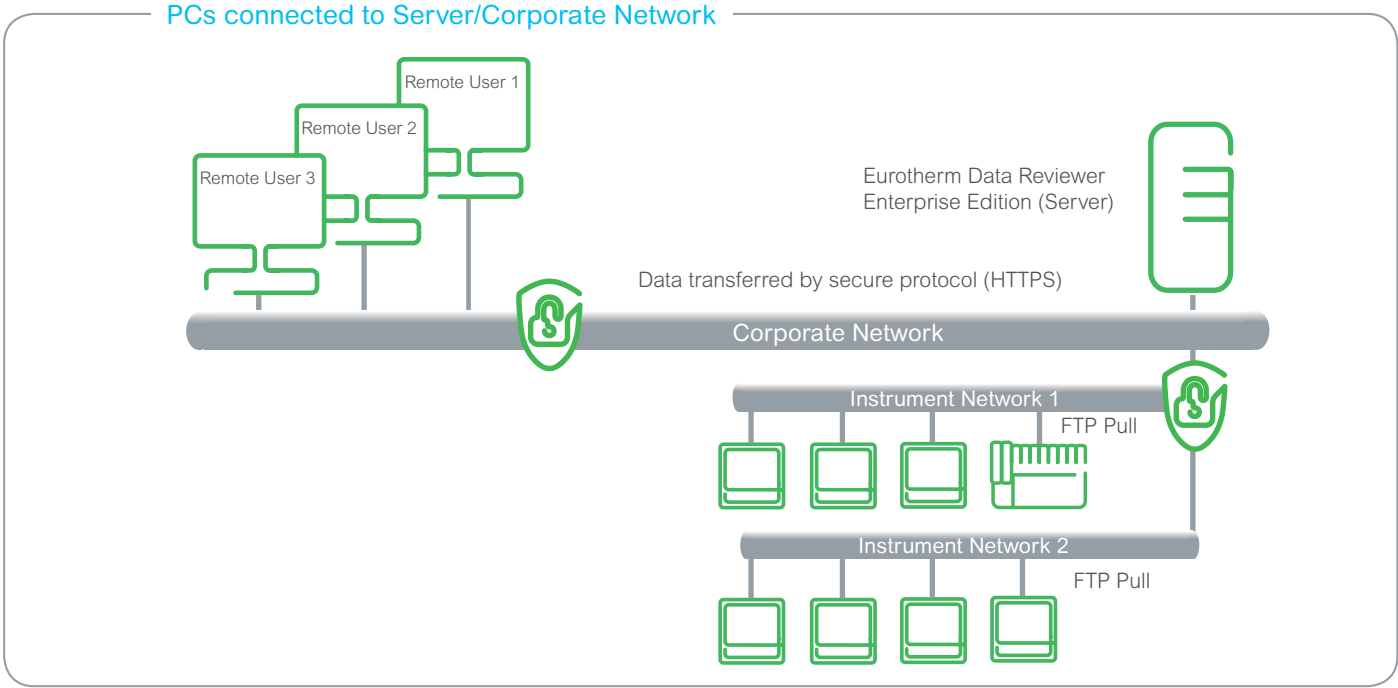 PCs connected to Server/Corporate Network
Remote User 1
Remote User 2
Remote User 3
Eurotherm Data Reviewer
Enterprise Edition (Server)
Data transferred by secure protocol (HTTPS)
Corporate Network
Instrument Network 1
FTP Pull
Instrument Network 2
FTP Pull